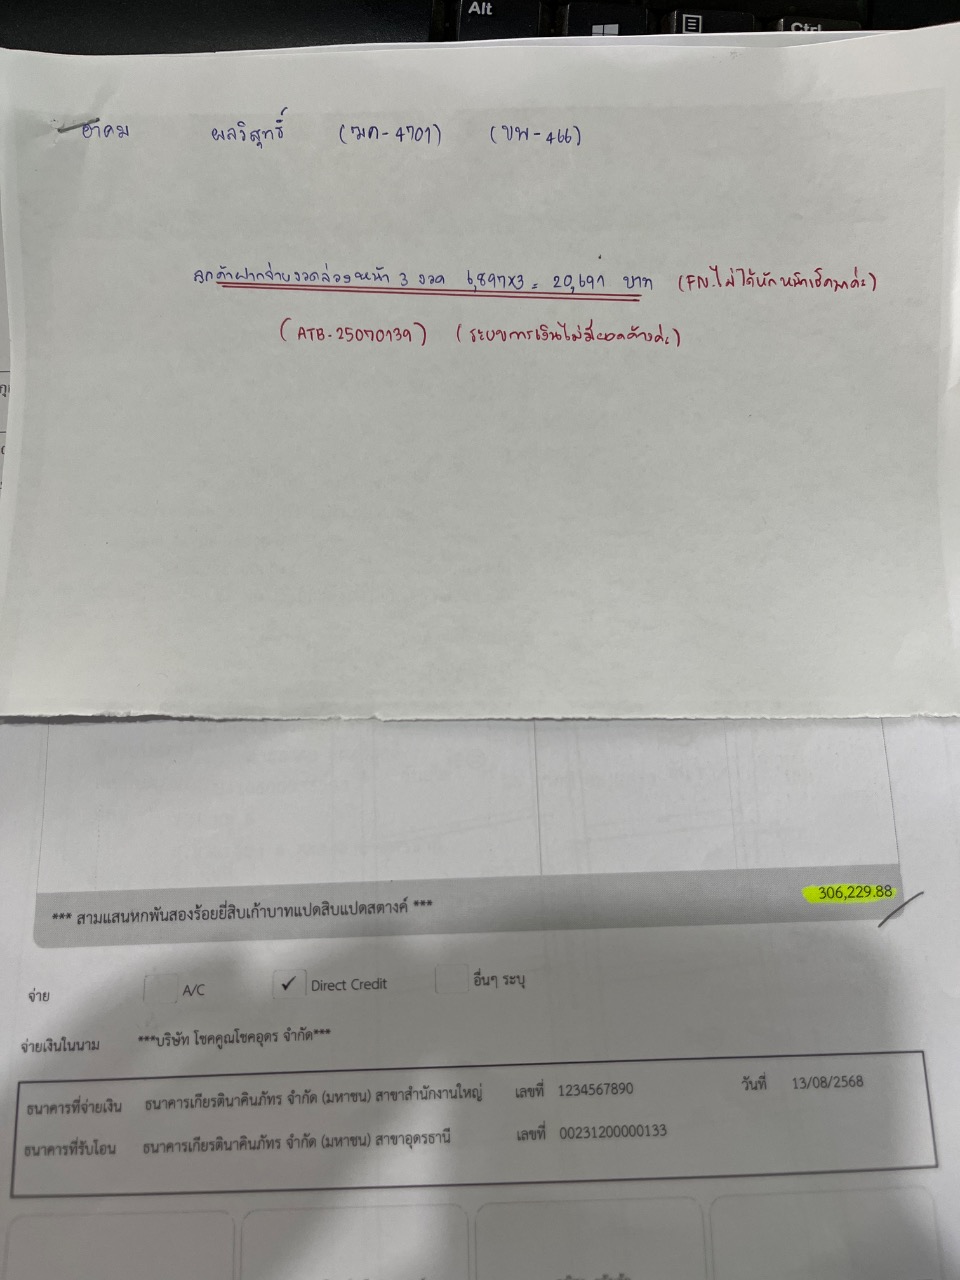 Alt
Ctrl
อาคม ผลวิสุทธิ์ (ฆค-4701) (ขพ-466)
ลูกค้าฝากจ่ายงวดล่วงหน้า 3 งวด 6,897x3 = 20,691 บาท (FN.ไม่ได้หักหน้าเช็คมาค่ะ)
(ATB-25070139) (ระบบการเงินไม่มียอดค้างค่ะ)
*** สามแสนหกพันสองร้อยยี่สิบเก้าบาทแปดสิบแปดสตางค์ *** 306,229.88
จ่าย A/C ✓ Direct Credit อื่นๆ ระบุ
จ่ายเงินในนาม ***บริษัท โชคคูณโชคอุดร จำกัด***
ธนาคารที่จ่ายเงิน ธนาคารเกียรตินาคินภัทร จำกัด (มหาชน) สาขาสำนักงานใหญ่ เลขที่ 1234567890 วันที่ 13/08/2568
ธนาคารที่รับโอน ธนาคารเกียรตินาคินภัทร จำกัด (มหาชน) สาขาอุดรธานี เลขที่ 00231200000133